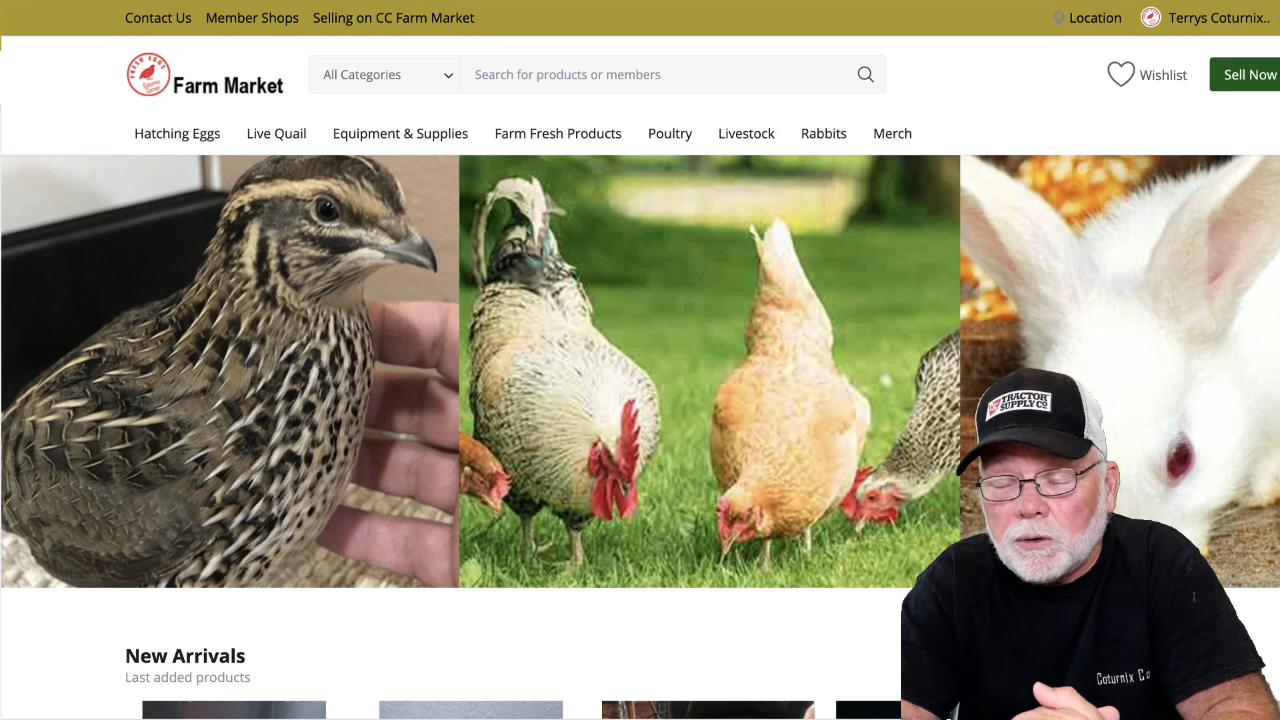 Contact Us Member Shops Selling on CC Farm Market Location Terrys Coturnix..
FRESH EGGS
Farm Market
All Categories Search for products or members Wishlist Sell Now
Hatching Eggs Live Quail Equipment & Supplies Farm Fresh Products Poultry Livestock Rabbits Merch
TRACTOR
SUPPLY CO
Coturnix Co
New Arrivals
Last added products